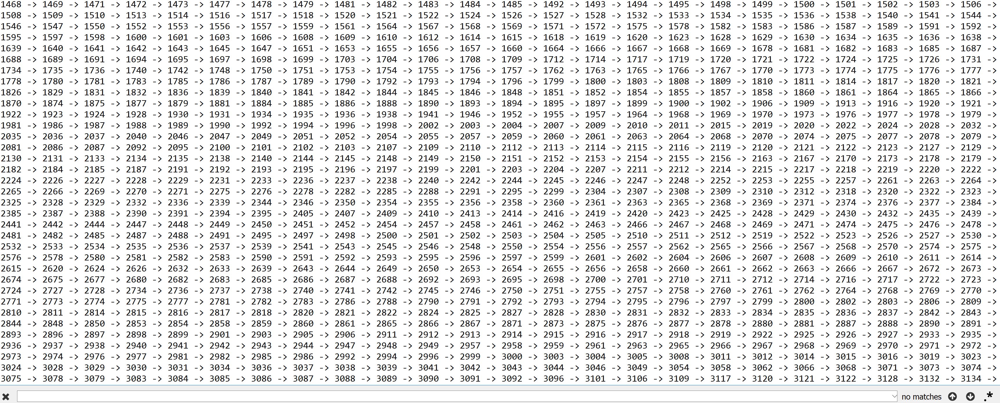 1468 -> 1469 -> 1471 -> 1472 -> 1473 -> 1477 -> 1478 -> 1479 -> 1481 -> 1482 -> 1483 -> 1484 -> 1485 -> 1492 -> 1493 -> 1494 -> 1495 -> 1498 -> 1499 -> 1500 -> 1501 -> 1502 -> 1503 -> 1506 ->
1508 -> 1509 -> 1510 -> 1513 -> 1514 -> 1516 -> 1517 -> 1518 -> 1520 -> 1521 -> 1522 -> 1524 -> 1526 -> 1527 -> 1528 -> 1532 -> 1533 -> 1534 -> 1535 -> 1536 -> 1538 -> 1540 -> 1541 -> 1544 ->
1546 -> 1547 -> 1550 -> 1552 -> 1553 -> 1556 -> 1557 -> 1559 -> 1561 -> 1564 -> 1567 -> 1568 -> 1569 -> 1571 -> 1572 -> 1575 -> 1578 -> 1582 -> 1583 -> 1586 -> 1587 -> 1589 -> 1591 -> 1592 ->
1595 -> 1597 -> 1598 -> 1600 -> 1601 -> 1603 -> 1606 -> 1608 -> 1609 -> 1610 -> 1612 -> 1614 -> 1615 -> 1618 -> 1619 -> 1620 -> 1623 -> 1628 -> 1629 -> 1630 -> 1634 -> 1635 -> 1636 -> 1638 ->
1639 -> 1640 -> 1641 -> 1642 -> 1643 -> 1645 -> 1647 -> 1651 -> 1653 -> 1655 -> 1656 -> 1657 -> 1660 -> 1664 -> 1666 -> 1667 -> 1668 -> 1669 -> 1678 -> 1681 -> 1682 -> 1683 -> 1685 -> 1687 ->
1688 -> 1689 -> 1691 -> 1694 -> 1695 -> 1697 -> 1698 -> 1699 -> 1703 -> 1704 -> 1706 -> 1708 -> 1709 -> 1712 -> 1714 -> 1717 -> 1719 -> 1720 -> 1721 -> 1722 -> 1724 -> 1725 -> 1726 -> 1731 ->
1734 -> 1735 -> 1736 -> 1740 -> 1742 -> 1748 -> 1750 -> 1751 -> 1753 -> 1754 -> 1755 -> 1756 -> 1757 -> 1762 -> 1763 -> 1765 -> 1766 -> 1767 -> 1770 -> 1773 -> 1774 -> 1775 -> 1776 -> 1777 ->
1778 -> 1780 -> 1781 -> 1783 -> 1785 -> 1786 -> 1787 -> 1789 -> 1790 -> 1792 -> 1793 -> 1794 -> 1796 -> 1799 -> 1800 -> 1803 -> 1808 -> 1809 -> 1810 -> 1811 -> 1814 -> 1817 -> 1820 -> 1821 ->
1826 -> 1829 -> 1831 -> 1832 -> 1836 -> 1839 -> 1840 -> 1841 -> 1842 -> 1844 -> 1845 -> 1846 -> 1848 -> 1851 -> 1852 -> 1854 -> 1855 -> 1857 -> 1858 -> 1860 -> 1861 -> 1864 -> 1865 -> 1866 ->
1870 -> 1874 -> 1875 -> 1877 -> 1879 -> 1881 -> 1884 -> 1885 -> 1886 -> 1888 -> 1890 -> 1893 -> 1894 -> 1895 -> 1897 -> 1899 -> 1900 -> 1902 -> 1906 -> 1909 -> 1913 -> 1916 -> 1920 -> 1921 ->
1922 -> 1923 -> 1924 -> 1928 -> 1930 -> 1931 -> 1934 -> 1935 -> 1936 -> 1938 -> 1941 -> 1946 -> 1952 -> 1955 -> 1957 -> 1964 -> 1968 -> 1969 -> 1970 -> 1973 -> 1976 -> 1977 -> 1978 -> 1979 ->
1981 -> 1986 -> 1987 -> 1988 -> 1989 -> 1990 -> 1992 -> 1994 -> 1996 -> 1998 -> 2002 -> 2003 -> 2004 -> 2007 -> 2009 -> 2010 -> 2011 -> 2015 -> 2019 -> 2020 -> 2022 -> 2024 -> 2028 -> 2032 ->
2035 -> 2036 -> 2037 -> 2040 -> 2046 -> 2047 -> 2049 -> 2051 -> 2052 -> 2054 -> 2055 -> 2057 -> 2059 -> 2060 -> 2061 -> 2063 -> 2064 -> 2068 -> 2070 -> 2074 -> 2075 -> 2077 -> 2078 -> 2079 ->
2081 -> 2086 -> 2087 -> 2092 -> 2095 -> 2100 -> 2101 -> 2102 -> 2103 -> 2107 -> 2109 -> 2110 -> 2112 -> 2113 -> 2114 -> 2115 -> 2116 -> 2119 -> 2120 -> 2121 -> 2122 -> 2123 -> 2127 -> 2129 ->
2130 -> 2131 -> 2133 -> 2134 -> 2135 -> 2138 -> 2140 -> 2144 -> 2145 -> 2148 -> 2149 -> 2150 -> 2151 -> 2152 -> 2153 -> 2154 -> 2155 -> 2156 -> 2163 -> 2167 -> 2170 -> 2173 -> 2178 -> 2179 ->
2182 -> 2184 -> 2185 -> 2187 -> 2191 -> 2192 -> 2193 -> 2195 -> 2196 -> 2197 -> 2199 -> 2201 -> 2203 -> 2204 -> 2207 -> 2211 -> 2212 -> 2214 -> 2215 -> 2217 -> 2218 -> 2219 -> 2220 -> 2222 ->
2224 -> 2226 -> 2227 -> 2228 -> 2229 -> 2231 -> 2233 -> 2236 -> 2237 -> 2238 -> 2240 -> 2242 -> 2244 -> 2245 -> 2246 -> 2247 -> 2248 -> 2252 -> 2253 -> 2255 -> 2257 -> 2261 -> 2263 -> 2264 ->
2265 -> 2266 -> 2269 -> 2270 -> 2271 -> 2275 -> 2276 -> 2278 -> 2282 -> 2285 -> 2288 -> 2291 -> 2295 -> 2299 -> 2304 -> 2307 -> 2308 -> 2309 -> 2310 -> 2312 -> 2318 -> 2320 -> 2322 -> 2323 ->
2325 -> 2328 -> 2329 -> 2332 -> 2336 -> 2339 -> 2344 -> 2346 -> 2350 -> 2354 -> 2355 -> 2356 -> 2358 -> 2360 -> 2361 -> 2363 -> 2365 -> 2368 -> 2369 -> 2371 -> 2374 -> 2376 -> 2377 -> 2384 ->
2385 -> 2387 -> 2388 -> 2390 -> 2391 -> 2394 -> 2395 -> 2405 -> 2407 -> 2409 -> 2410 -> 2413 -> 2414 -> 2416 -> 2419 -> 2420 -> 2423 -> 2425 -> 2428 -> 2429 -> 2430 -> 2432 -> 2435 -> 2439 ->
2441 -> 2442 -> 2444 -> 2447 -> 2448 -> 2449 -> 2450 -> 2451 -> 2452 -> 2454 -> 2457 -> 2458 -> 2461 -> 2462 -> 2463 -> 2466 -> 2467 -> 2468 -> 2469 -> 2471 -> 2474 -> 2475 -> 2476 -> 2478 ->
2481 -> 2482 -> 2485 -> 2487 -> 2488 -> 2491 -> 2495 -> 2497 -> 2498 -> 2500 -> 2501 -> 2502 -> 2503 -> 2504 -> 2505 -> 2510 -> 2511 -> 2512 -> 2519 -> 2522 -> 2523 -> 2526 -> 2527 -> 2530 ->
2532 -> 2533 -> 2534 -> 2535 -> 2536 -> 2537 -> 2539 -> 2541 -> 2543 -> 2545 -> 2546 -> 2548 -> 2550 -> 2554 -> 2556 -> 2557 -> 2562 -> 2565 -> 2566 -> 2567 -> 2568 -> 2570 -> 2574 -> 2575 ->
2576 -> 2578 -> 2580 -> 2581 -> 2582 -> 2583 -> 2590 -> 2591 -> 2592 -> 2593 -> 2595 -> 2596 -> 2597 -> 2599 -> 2601 -> 2602 -> 2604 -> 2606 -> 2607 -> 2608 -> 2609 -> 2610 -> 2611 -> 2614 ->
2615 -> 2620 -> 2624 -> 2626 -> 2632 -> 2633 -> 2639 -> 2643 -> 2644 -> 2649 -> 2650 -> 2653 -> 2654 -> 2655 -> 2656 -> 2658 -> 2660 -> 2661 -> 2662 -> 2663 -> 2666 -> 2667 -> 2672 -> 2673 ->
2674 -> 2675 -> 2677 -> 2680 -> 2682 -> 2683 -> 2685 -> 2686 -> 2687 -> 2688 -> 2692 -> 2693 -> 2695 -> 2698 -> 2700 -> 2701 -> 2710 -> 2711 -> 2712 -> 2714 -> 2716 -> 2717 -> 2722 -> 2723 ->
2724 -> 2727 -> 2728 -> 2734 -> 2736 -> 2737 -> 2738 -> 2740 -> 2741 -> 2742 -> 2745 -> 2746 -> 2750 -> 2751 -> 2755 -> 2757 -> 2758 -> 2760 -> 2761 -> 2762 -> 2764 -> 2768 -> 2769 -> 2770 ->
2771 -> 2773 -> 2774 -> 2775 -> 2777 -> 2781 -> 2782 -> 2783 -> 2786 -> 2788 -> 2790 -> 2791 -> 2792 -> 2793 -> 2794 -> 2795 -> 2796 -> 2797 -> 2799 -> 2800 -> 2802 -> 2803 -> 2806 -> 2809 ->
2810 -> 2811 -> 2814 -> 2815 -> 2816 -> 2817 -> 2818 -> 2820 -> 2821 -> 2822 -> 2824 -> 2825 -> 2827 -> 2828 -> 2830 -> 2831 -> 2832 -> 2833 -> 2834 -> 2835 -> 2836 -> 2837 -> 2842 -> 2843 ->
2844 -> 2848 -> 2850 -> 2853 -> 2854 -> 2858 -> 2859 -> 2860 -> 2861 -> 2865 -> 2866 -> 2867 -> 2871 -> 2873 -> 2875 -> 2876 -> 2877 -> 2878 -> 2880 -> 2881 -> 2887 -> 2888 -> 2890 -> 2891 ->
2893 -> 2896 -> 2897 -> 2898 -> 2899 -> 2901 -> 2903 -> 2905 -> 2906 -> 2911 -> 2912 -> 2913 -> 2914 -> 2915 -> 2916 -> 2917 -> 2918 -> 2919 -> 2922 -> 2925 -> 2926 -> 2927 -> 2933 -> 2935 ->
2936 -> 2937 -> 2938 -> 2940 -> 2941 -> 2942 -> 2943 -> 2944 -> 2947 -> 2948 -> 2949 -> 2957 -> 2958 -> 2959 -> 2961 -> 2963 -> 2965 -> 2966 -> 2967 -> 2968 -> 2969 -> 2970 -> 2971 -> 2972 ->
2973 -> 2974 -> 2976 -> 2977 -> 2981 -> 2982 -> 2985 -> 2986 -> 2992 -> 2994 -> 2996 -> 2999 -> 3000 -> 3003 -> 3004 -> 3005 -> 3008 -> 3011 -> 3012 -> 3014 -> 3015 -> 3016 -> 3019 -> 3023 ->
3024 -> 3028 -> 3029 -> 3030 -> 3031 -> 3034 -> 3036 -> 3037 -> 3038 -> 3039 -> 3041 -> 3042 -> 3043 -> 3044 -> 3046 -> 3049 -> 3054 -> 3058 -> 3062 -> 3066 -> 3068 -> 3071 -> 3073 -> 3074 ->
3075 -> 3078 -> 3079 -> 3083 -> 3084 -> 3085 -> 3086 -> 3087 -> 3088 -> 3089 -> 3090 -> 3091 -> 3092 -> 3096 -> 3101 -> 3106 -> 3109 -> 3117 -> 3120 -> 3121 -> 3122 -> 3128 -> 3132 -> 3134 ->
no matches .*